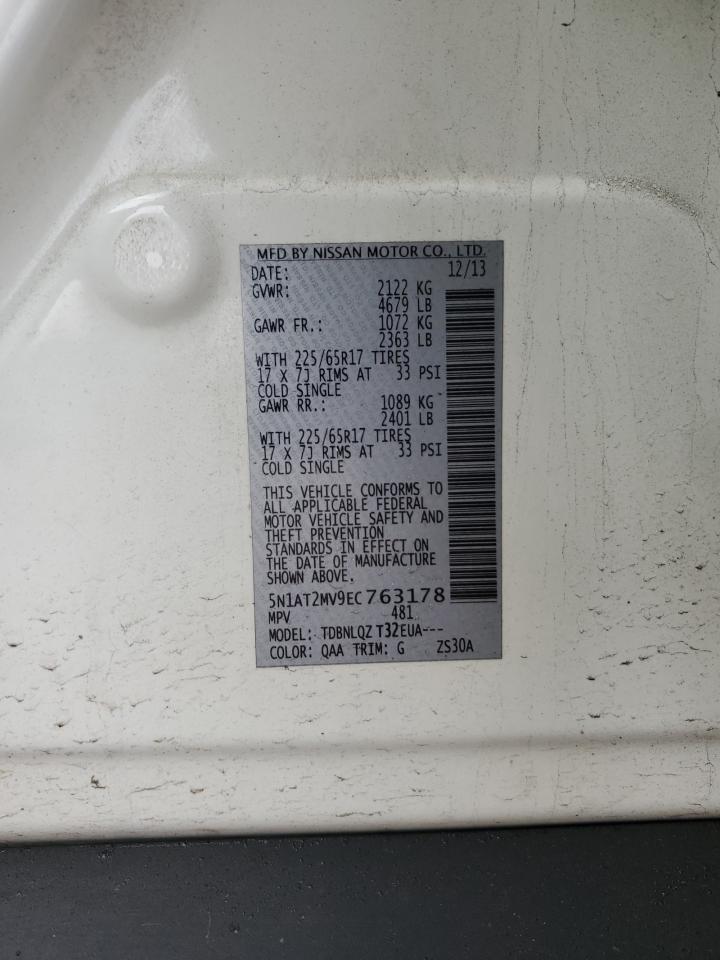 MFD BY NISSAN MOTOR CO., LTD.
DATE: 12/13
GVWR: 2122 KG
4679 LB
GAWR FR.: 1072 KG
2363 LB
WITH 225/65R17 TIRES
17 X 7J RIMS AT 33 PSI
COLD SINGLE
GAWR RR.: 1089 KG
2401 LB
WITH 225/65R17 TIRES
17 X 7J RIMS AT 33 PSI
COLD SINGLE
THIS VEHICLE CONFORMS TO
ALL APPLICABLE FEDERAL
MOTOR VEHICLE SAFETY AND
THEFT PREVENTION
STANDARDS IN EFFECT ON
THE DATE OF MANUFACTURE
SHOWN ABOVE.
5N1AT2MV9EC763178
MPV 481
MODEL: TDBNLQZ T32EUA---
COLOR: QAA TRIM: G ZS30A